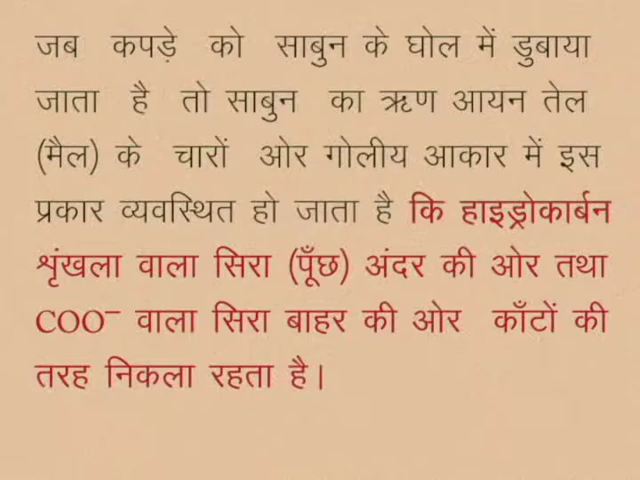 जब कपड़े को साबुन के घोल में डुबाया
जाता है तो साबुन का ऋण आयन तेल
(मैल) के चारों ओर गोलीय आकार में इस
प्रकार व्यवस्थित हो जाता है कि हाइड्रोकार्बन
शृंखला वाला सिरा (पूँछ) अंदर की ओर तथा
COO⁻ वाला सिरा बाहर की ओर काँटों की
तरह निकला रहता है।